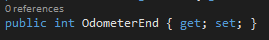 0 references
public int OdometerEnd { get; set; }